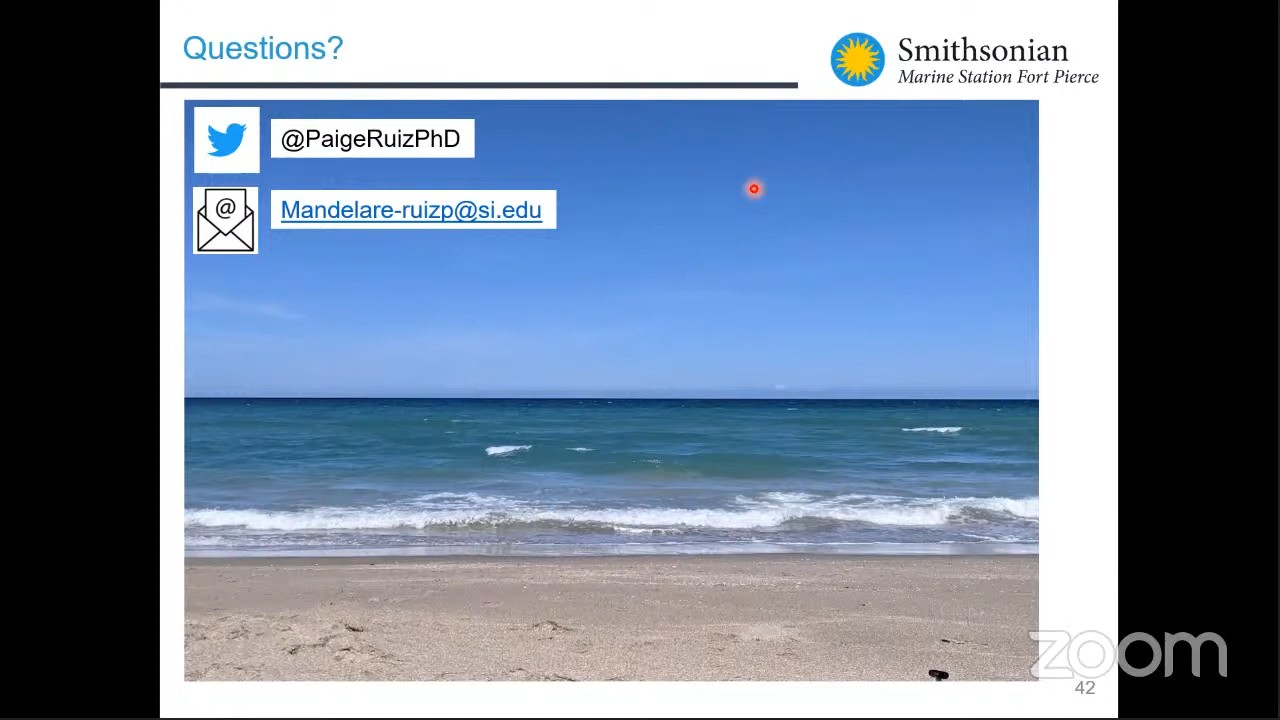 Questions?
Smithsonian
Marine Station Fort Pierce
@PaigeRuizPhD
@
Mandelare-ruizp@si.edu
zoom
42